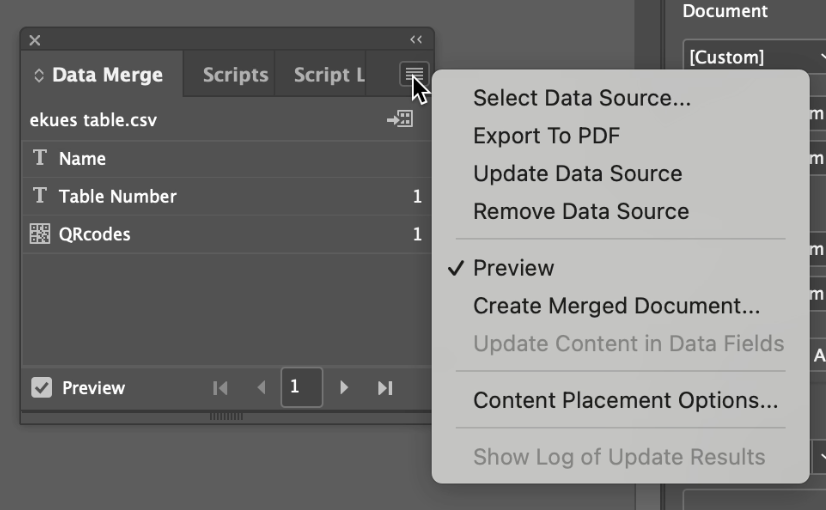 Document
[Custom]
Data Merge
Scripts
Script L
ekues table.csv
Name
Table Number 1
QRcodes 1
Preview
1
Select Data Source...
Export To PDF
Update Data Source
Remove Data Source
✓ Preview
Create Merged Document...
Update Content in Data Fields
Content Placement Options...
Show Log of Update Results
m
m
m
m
A